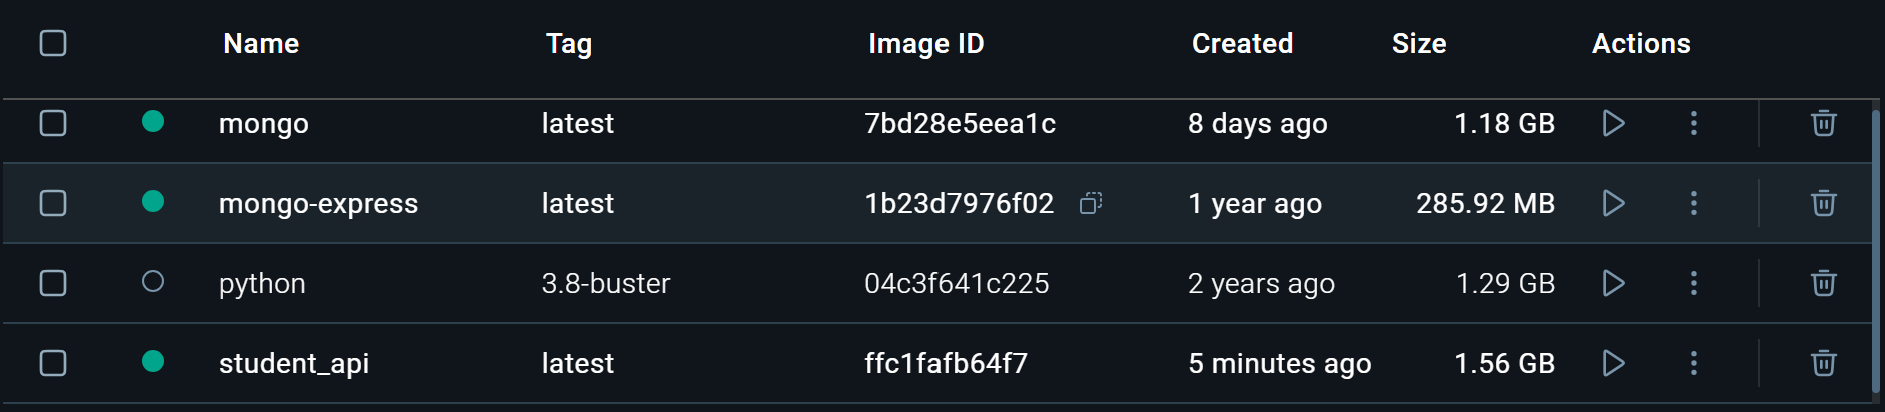 Name Tag Image ID Created Size Actions
mongo latest 7bd28e5eea1c 8 days ago 1.18 GB
mongo-express latest 1b23d7976f02 1 year ago 285.92 MB
python 3.8-buster 04c3f641c225 2 years ago 1.29 GB
student_api latest ffc1fafb64f7 5 minutes ago 1.56 GB